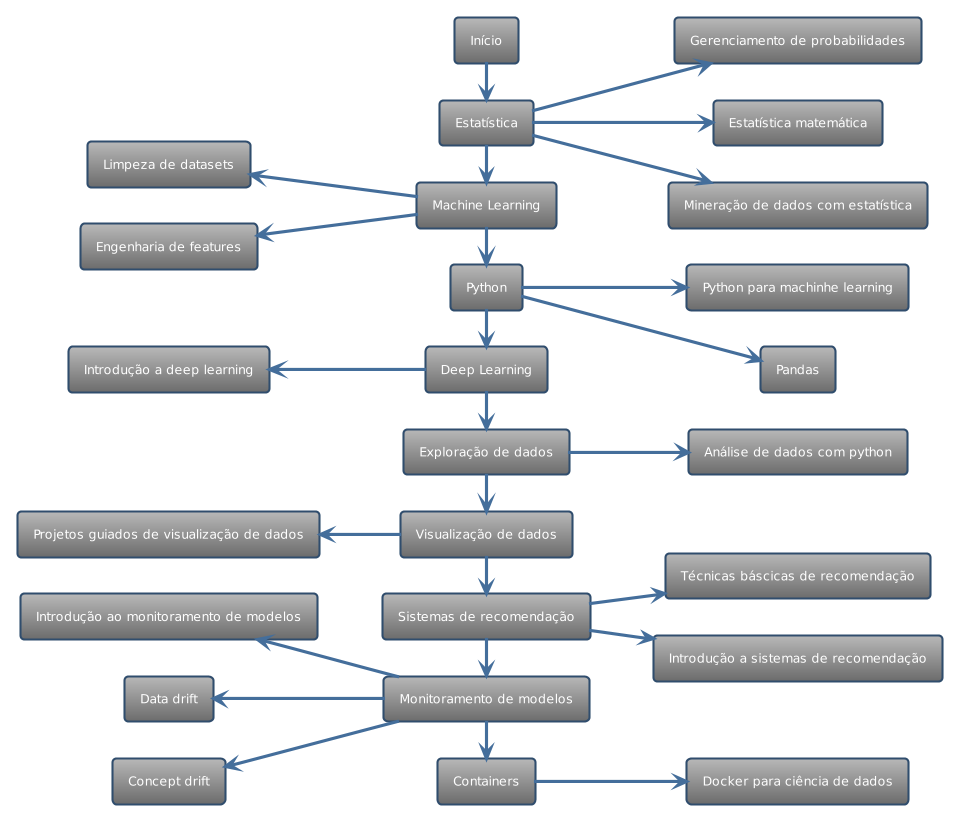 Início
Gerenciamento de probabilidades
Estatística
Estatística matemática
Limpeza de datasets
Machine Learning
Mineração de dados com estatística
Engenharia de features
Python
Python para machinhe learning
Introdução a deep learning
Deep Learning
Pandas
Exploração de dados
Análise de dados com python
Projetos guiados de visualização de dados
Visualização de dados
Técnicas báscicas de recomendação
Introdução ao monitoramento de modelos
Sistemas de recomendação
Introdução a sistemas de recomendação
Data drift
Monitoramento de modelos
Concept drift
Containers
Docker para ciência de dados